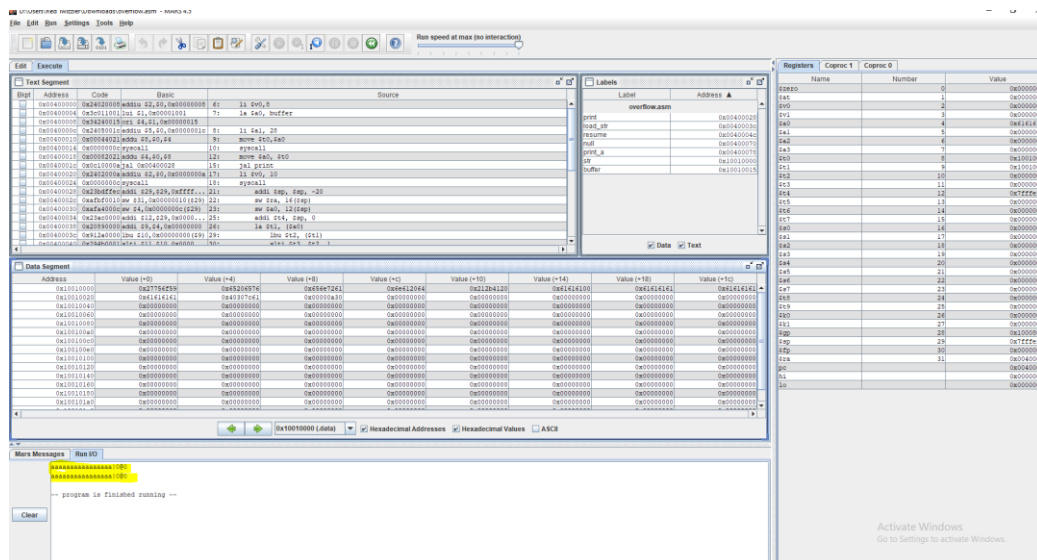 File Edit Run Settings Tools Help
Run speed at max (no interaction)
Edit Execute
Text Segment
Bkpt Address Code Basic Source
0x00400000 0x24020008 addiu $2,$0,0x00000008 6: li $v0,8
0x00400004 0x3c011001 lui $1,0x00001001 7: la $a0, buffer
0x00400008 0x34240015 ori $4,$1,0x00000015
0x0040000c 0x2405001c addiu $5,$0,0x0000001c 8: li $a1, 28
0x00400010 0x00044021 addu $8,$0,$4 9: move $t0,$a0
0x00400014 0x0000000c syscall 10: syscall
0x00400018 0x00082021 addu $4,$0,$8 12: move $a0, $t0
0x0040001c 0x0c10000a jal 0x00400028 15: jal print
0x00400020 0x2402000a addiu $2,$0,0x0000000a 17: li $v0, 10
0x00400024 0x0000000c syscall 18: syscall
0x00400028 0x23bdffec addi $29,$29,0xffff... 21: addi $sp, $sp, -20
0x0040002c 0xafbf0010 sw $31,0x00000010($29) 22: sw $ra, 16($sp)
0x00400030 0xafa4000c sw $4,0x0000000c($29) 23: sw $a0, 12($sp)
0x00400034 0x23ac0000 addi $12,$29,0x0000... 25: addi $t4, $sp, 0
0x00400038 0x20890000 addi $9,$4,0x00000000 26: la $t1, ($a0)
0x0040003c 0x912a0000 lbu $10,0x00000000($9) 29: lbu $t2, ($t1)
Labels
Label Address ▲
overflow.asm
print 0x00400028
load_str 0x0040003c
resume 0x0040004c
null 0x00400070
print_a 0x00400078
str 0x10010000
buffer 0x10010015
Data Text
Data Segment
Address Value (+0) Value (+4) Value (+8) Value (+c) Value (+10) Value (+14) Value (+18) Value (+1c)
0x10010000 0x27756f59 0x65206576 0x656e7261 0x6e612064 0x212b4120 0x61616100 0x61616161 0x61616161
0x10010020 0x61616161 0x40307c61 0x00000a30 0x00000000 0x00000000 0x00000000 0x00000000 0x00000000
0x10010040 0x00000000 0x00000000 0x00000000 0x00000000 0x00000000 0x00000000 0x00000000 0x00000000
0x10010060 0x00000000 0x00000000 0x00000000 0x00000000 0x00000000 0x00000000 0x00000000 0x00000000
0x10010080 0x00000000 0x00000000 0x00000000 0x00000000 0x00000000 0x00000000 0x00000000 0x00000000
0x100100a0 0x00000000 0x00000000 0x00000000 0x00000000 0x00000000 0x00000000 0x00000000 0x00000000
0x100100c0 0x00000000 0x00000000 0x00000000 0x00000000 0x00000000 0x00000000 0x00000000 0x00000000
0x100100e0 0x00000000 0x00000000 0x00000000 0x00000000 0x00000000 0x00000000 0x00000000 0x00000000
0x10010100 0x00000000 0x00000000 0x00000000 0x00000000 0x00000000 0x00000000 0x00000000 0x00000000
0x10010120 0x00000000 0x00000000 0x00000000 0x00000000 0x00000000 0x00000000 0x00000000 0x00000000
0x10010140 0x00000000 0x00000000 0x00000000 0x00000000 0x00000000 0x00000000 0x00000000 0x00000000
0x10010160 0x00000000 0x00000000 0x00000000 0x00000000 0x00000000 0x00000000 0x00000000 0x00000000
0x10010180 0x00000000 0x00000000 0x00000000 0x00000000 0x00000000 0x00000000 0x00000000 0x00000000
0x100101a0 0x00000000 0x00000000 0x00000000 0x00000000 0x00000000 0x00000000 0x00000000 0x00000000
0x10010000 (.data) Hexadecimal Addresses Hexadecimal Values ASCII
Mars Messages Run I/O
-- program is finished running --
Clear
Registers Coproc 1 Coproc 0
Name Number Value
$zero 0
$at 1
$v0 2
$v1 3
$a0 4
$a1 5
$a2 6
$a3 7
$t0 8
$t1 9
$t2 10
$t3 11
$t4 12
$t5 13
$t6 14
$t7 15
$s0 16
$s1 17
$s2 18
$s3 19
$s4 20
$s5 21
$s6 22
$s7 23
$t8 24
$t9 25
$k0 26
$k1 27
$gp 28
$sp 29
$fp 30
$ra 31
pc
hi
lo
Activate Windows
Go to Settings to activate Windows.